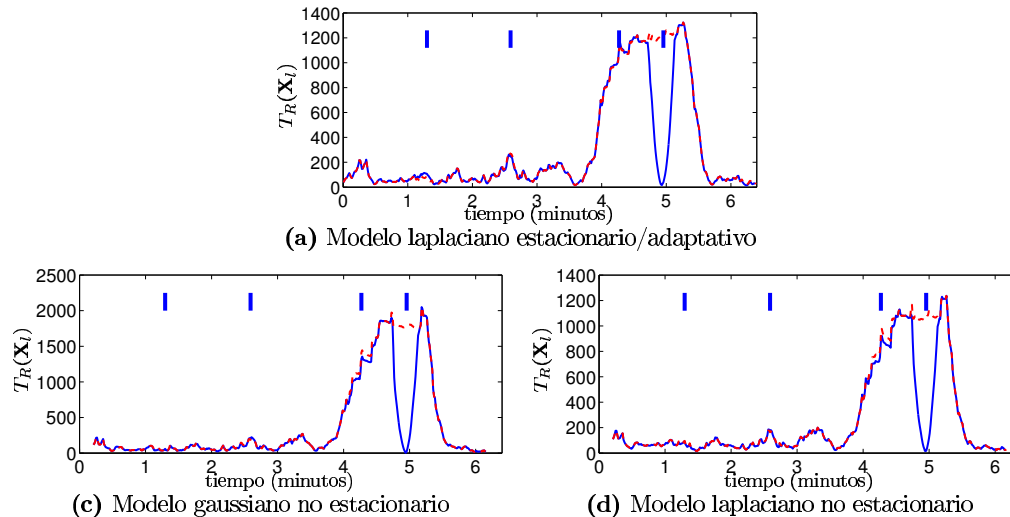 1400
1200
1000
800
600
400
200
0
T_R(X_l)
0 1 2 3 4 5 6
tiempo (minutos)
(a) Modelo laplaciano estacionario/adaptativo
2500
2000
1500
1000
500
0
T_R(X_l)
0 1 2 3 4 5 6
tiempo (minutos)
(c) Modelo gaussiano no estacionario
1400
1200
1000
800
600
400
200
0
T_R(X_l)
0 1 2 3 4 5 6
tiempo (minutos)
(d) Modelo laplaciano no estacionario